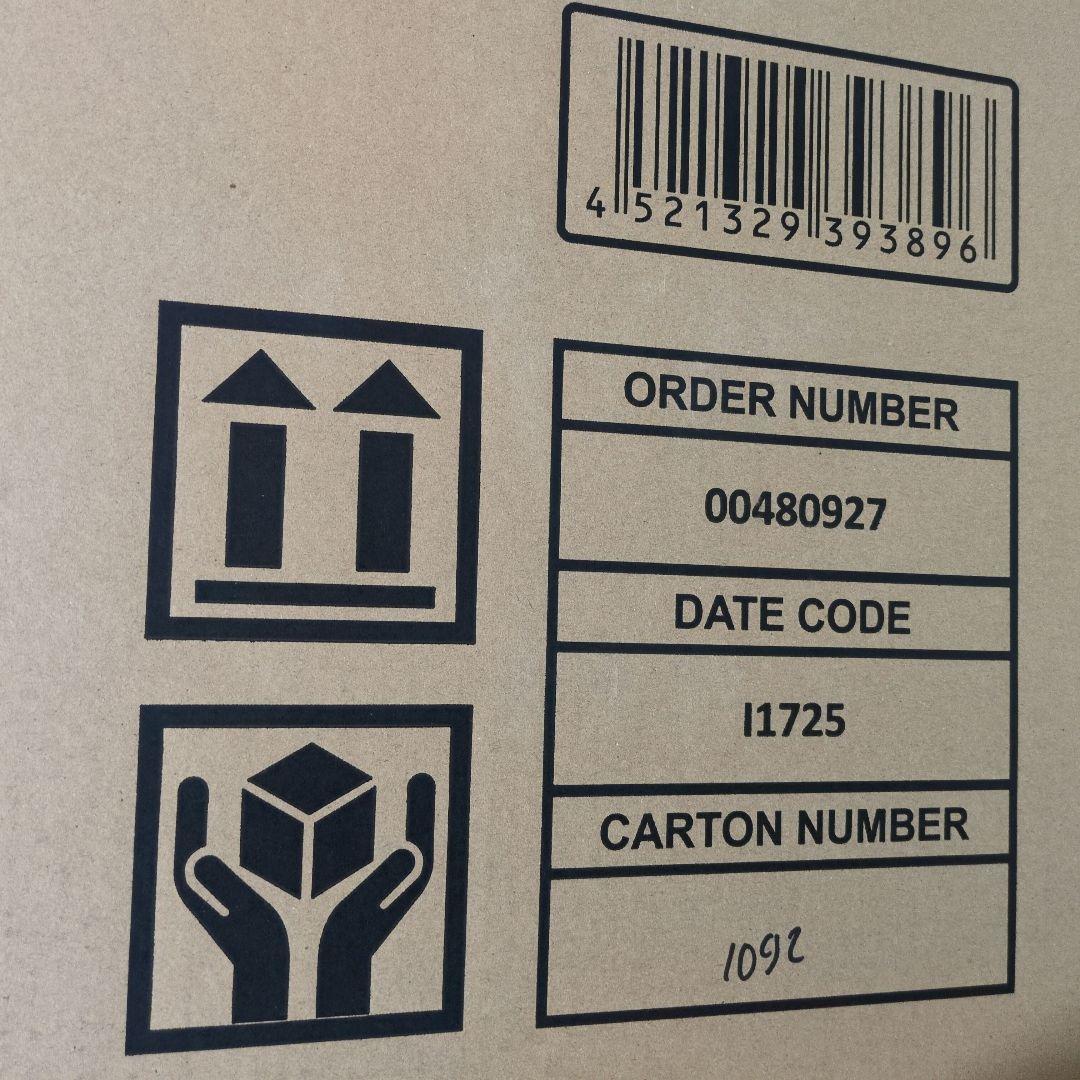 4 521329 393896
ORDER NUMBER
00480927
DATE CODE
I1725
CARTON NUMBER
1092